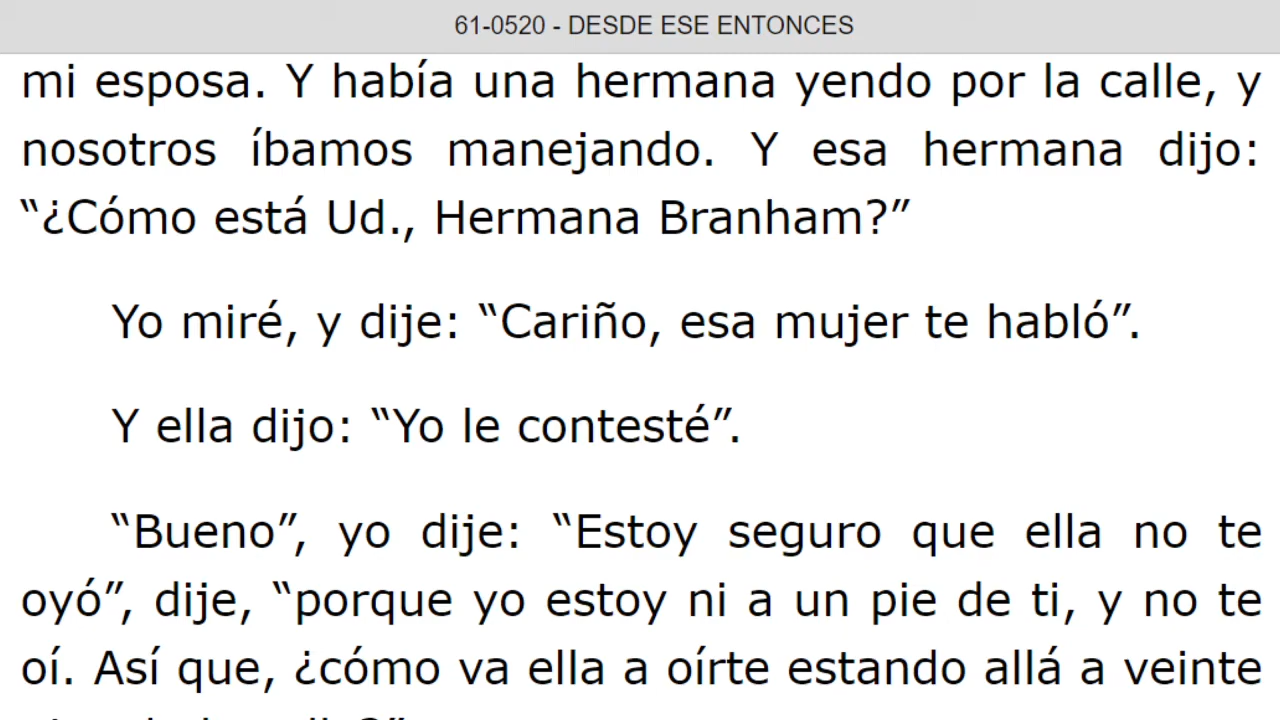 61-0520 - DESDE ESE ENTONCES
mi esposa. Y había una hermana yendo por la calle, y
nosotros íbamos manejando. Y esa hermana dijo:
“¿Cómo está Ud., Hermana Branham?”
Yo miré, y dije: “Cariño, esa mujer te habló”.
Y ella dijo: “Yo le contesté”.
“Bueno”, yo dije: “Estoy seguro que ella no te
oyó”, dije, “porque yo estoy ni a un pie de ti, y no te
oí. Así que, ¿cómo va ella a oírte estando allá a veinte